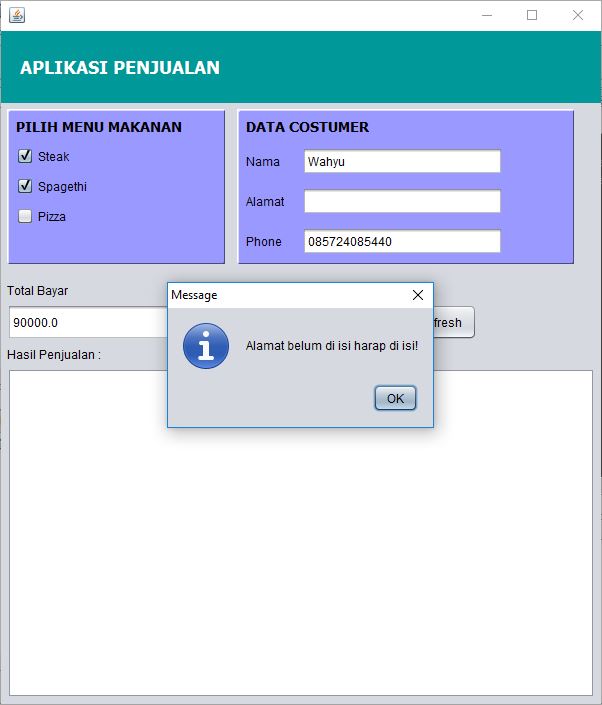 APLIKASI PENJUALAN
PILIH MENU MAKANAN
Steak
Spagethi
Pizza
DATA COSTUMER
Nama
Wahyu
Alamat
Phone
085724085440
Total Bayar
90000.0
fresh
Message
Alamat belum di isi harap di isi!
OK
Hasil Penjualan :